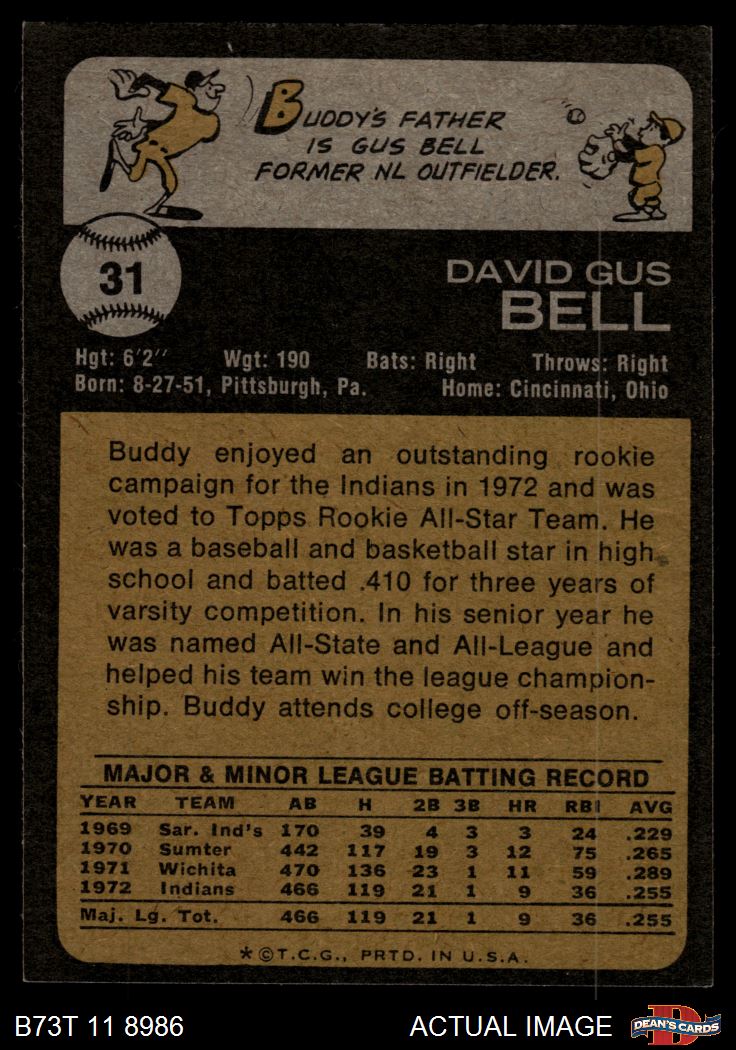 BUDDY'S FATHER
IS GUS BELL
FORMER NL OUTFIELDER.
31
DAVID GUS
BELL
Hgt: 6'2" Wgt: 190 Bats: Right Throws: Right
Born: 8-27-51, Pittsburgh, Pa. Home: Cincinnati, Ohio
Buddy enjoyed an outstanding rookie
campaign for the Indians in 1972 and was
voted to Topps Rookie All-Star Team. He
was a baseball and basketball star in high
school and batted .410 for three years of
varsity competition. In his senior year he
was named All-State and All-League and
helped his team win the league champion-
ship. Buddy attends college off-season.
MAJOR & MINOR LEAGUE BATTING RECORD
YEAR TEAM AB H 2B 3B HR RBI AVG
1969 Sar. Ind's 170 39 4 3 3 24 .229
1970 Sumter 442 117 19 3 12 75 .265
1971 Wichita 470 136 23 1 11 59 .289
1972 Indians 466 119 21 1 9 36 .255
Maj. Lg. Tot. 466 119 21 1 9 36 .255
*©T.C.G., PRTD. IN U.S.A.
B73T 11 8986 ACTUAL IMAGE
D
DEAN'S CARDS